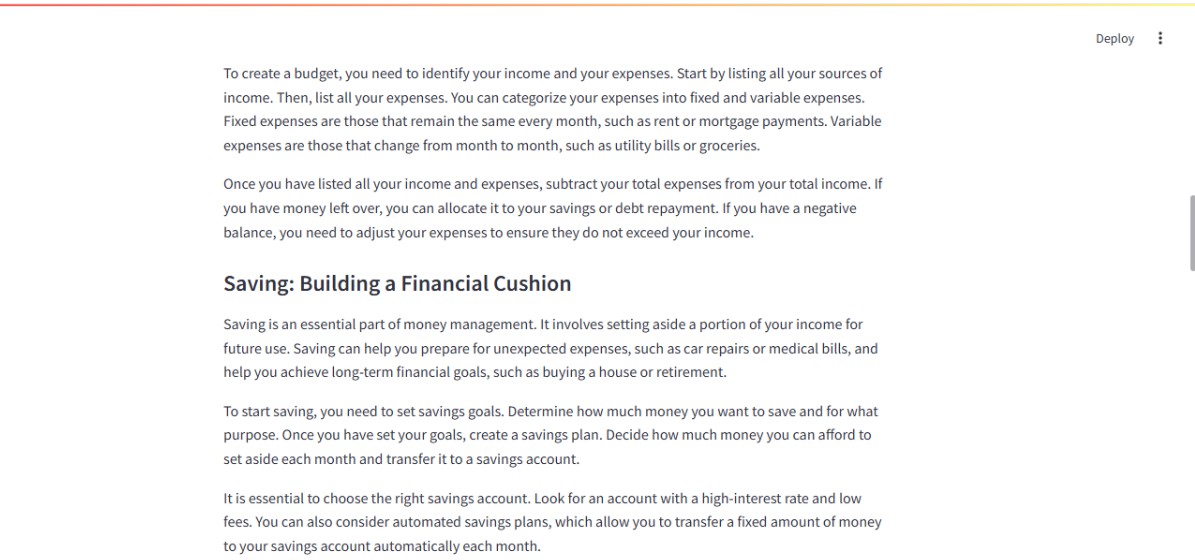 Deploy
To create a budget, you need to identify your income and your expenses. Start by listing all your sources of
income. Then, list all your expenses. You can categorize your expenses into fixed and variable expenses.
Fixed expenses are those that remain the same every month, such as rent or mortgage payments. Variable
expenses are those that change from month to month, such as utility bills or groceries.
Once you have listed all your income and expenses, subtract your total expenses from your total income. If
you have money left over, you can allocate it to your savings or debt repayment. If you have a negative
balance, you need to adjust your expenses to ensure they do not exceed your income.
Saving: Building a Financial Cushion
Saving is an essential part of money management. It involves setting aside a portion of your income for
future use. Saving can help you prepare for unexpected expenses, such as car repairs or medical bills, and
help you achieve long-term financial goals, such as buying a house or retirement.
To start saving, you need to set savings goals. Determine how much money you want to save and for what
purpose. Once you have set your goals, create a savings plan. Decide how much money you can afford to
set aside each month and transfer it to a savings account.
It is essential to choose the right savings account. Look for an account with a high-interest rate and low
fees. You can also consider automated savings plans, which allow you to transfer a fixed amount of money
to your savings account automatically each month.